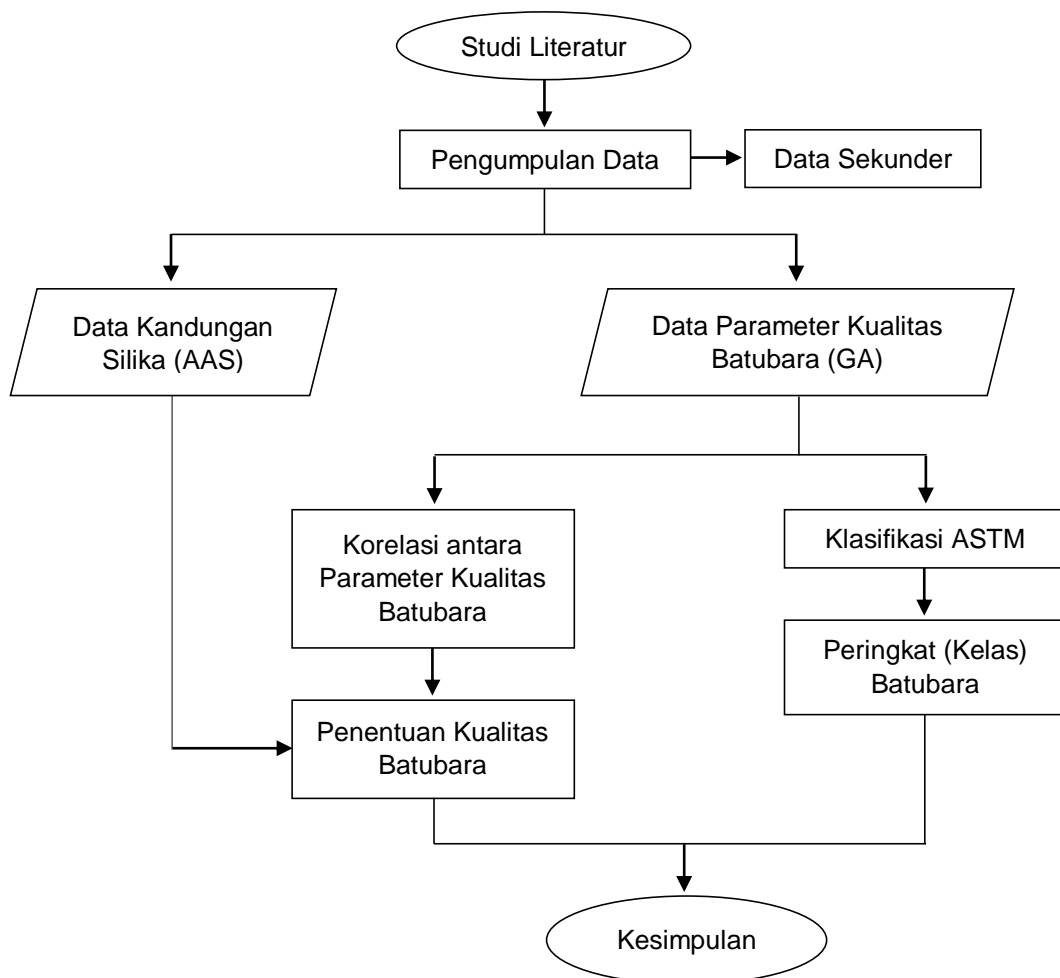 Studi Literatur
Pengumpulan Data
Data Sekunder
Data Kandungan
Silika (AAS)
Data Parameter Kualitas
Batubara (GA)
Korelasi antara
Parameter Kualitas
Batubara
Klasifikasi ASTM
Peringkat (Kelas)
Batubara
Penentuan Kualitas
Batubara
Kesimpulan